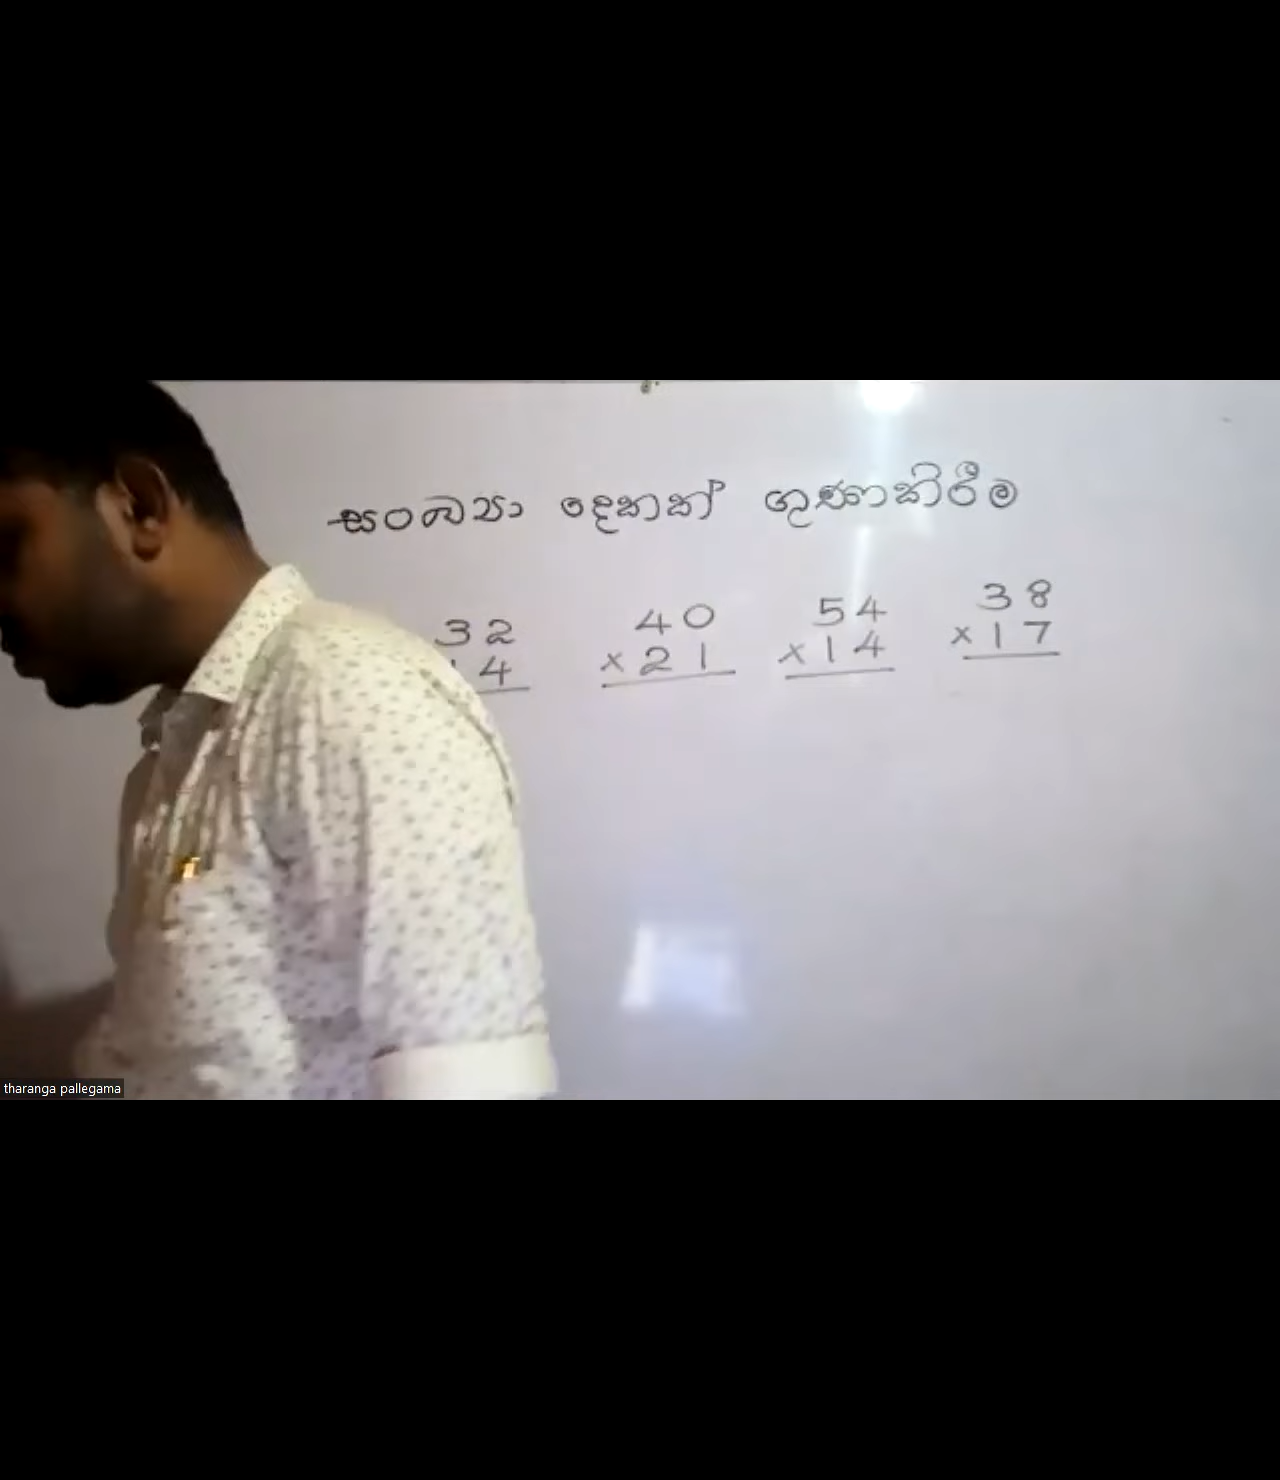 සංඛ්‍යා දෙකක් ගුණකිරීම
32 40 54 38
4 × 21 × 14 × 17
tharanga pallegama